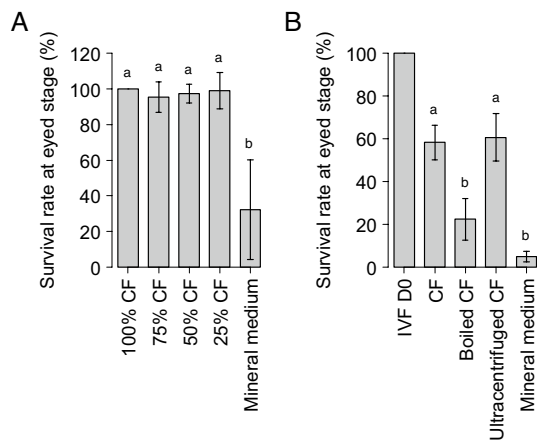 A
B
Survival rate at eyed stage (%)
120
100
80
60
40
20
0
a
a
a
a
b
100% CF
75% CF
50% CF
25% CF
Mineral medium
Survival rate at eyed stage (%)
100
80
60
40
20
0
a
b
a
b
IVF D0
CF
Boiled CF
Ultracentrifuged CF
Mineral medium